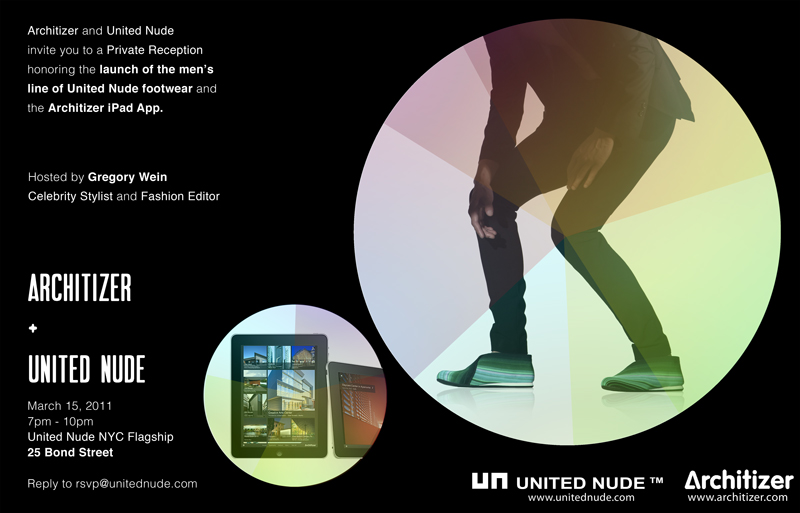 Architizer and United Nude
invite you to a Private Reception
honoring the launch of the men's
line of United Nude footwear and
the Architizer iPad App.
Hosted by Gregory Wein
Celebrity Stylist and Fashion Editor
ARCHITIZER
+
UNITED NUDE
March 15, 2011
7pm - 10pm
United Nude NYC Flagship
25 Bond Street
Reply to rsvp@unitednude.com
un UNITED NUDE ™
www.unitednude.com
Architizer
www.architizer.com